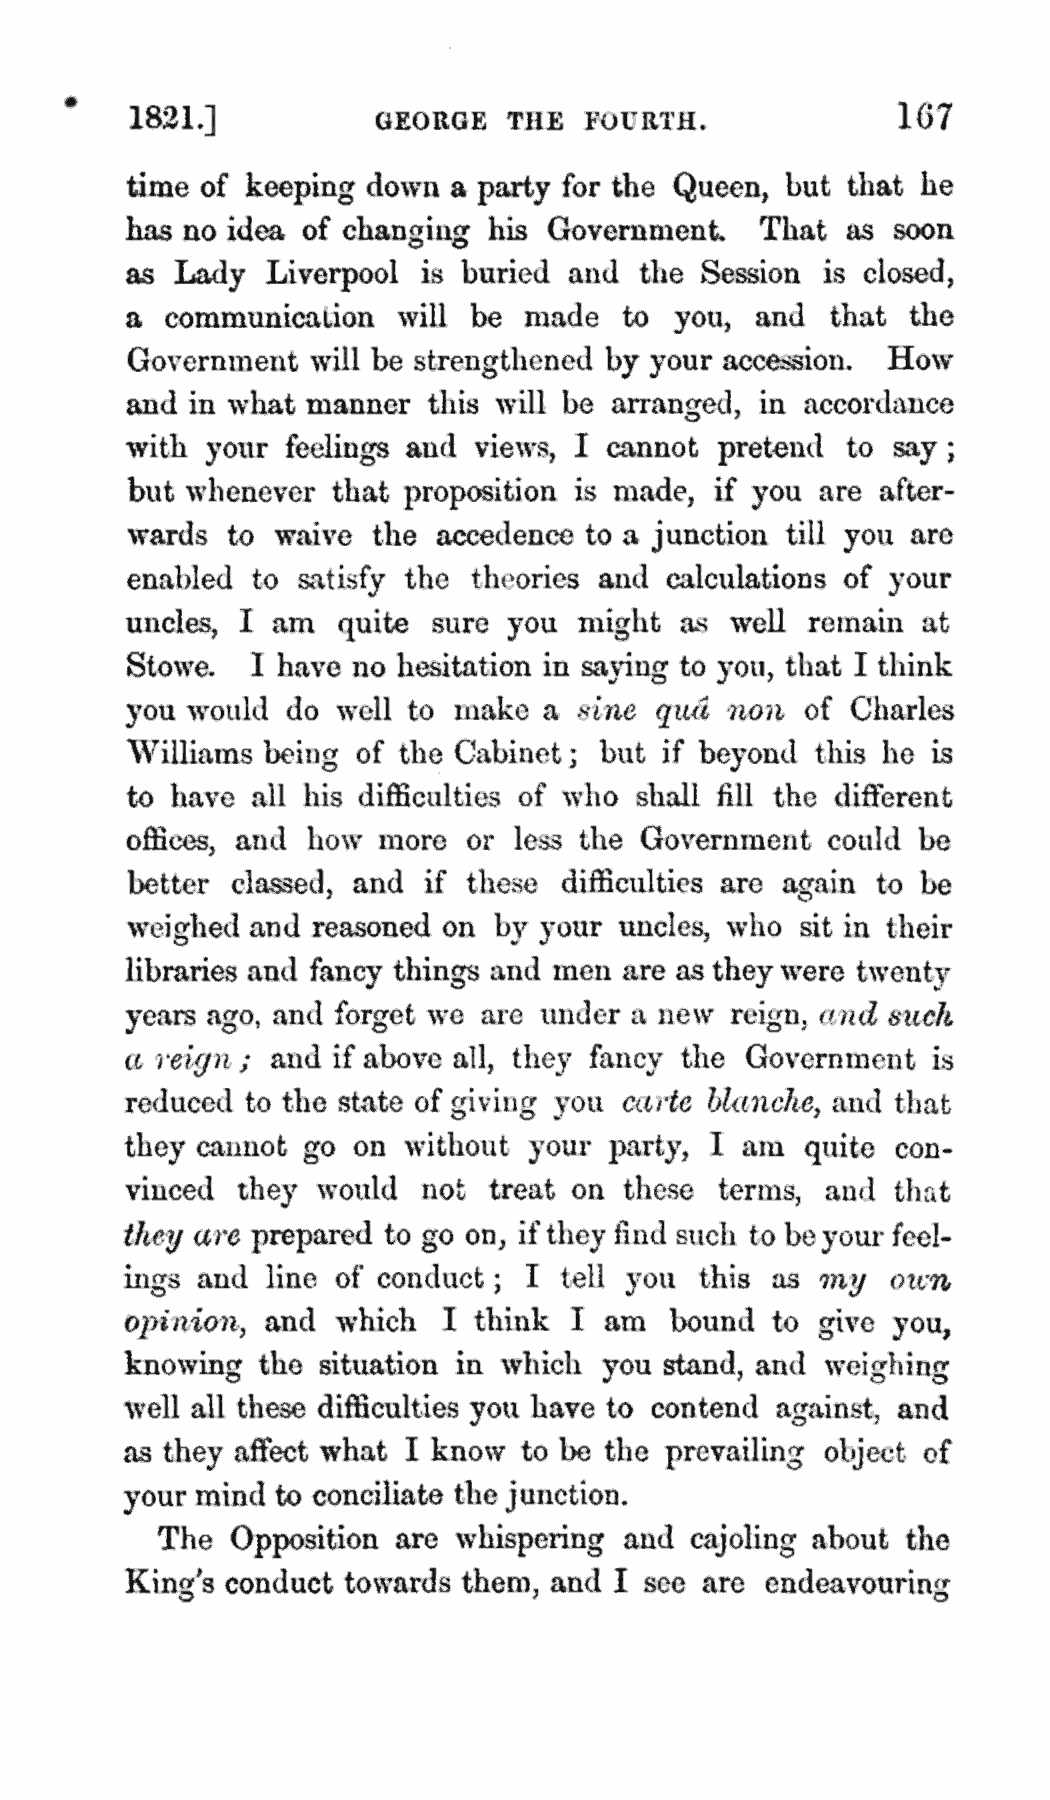 1821.] GEORGE THE FOURTH. 167
time of keeping down a party for the Queen, but that he
has no idea of changing his Government. That as soon
as Lady Liverpool is buried and the Session is closed,
a communication will be made to you, and that the
Government will be strengthened by your accession. How
and in what manner this will be arranged, in accordance
with your feelings and views, I cannot pretend to say;
but whenever that proposition is made, if you are after-
wards to waive the accedence to a junction till you are
enabled to satisfy the theories and calculations of your
uncles, I am quite sure you might as well remain at
Stowe. I have no hesitation in saying to you, that I think
you would do well to make a sine quâ non of Charles
Williams being of the Cabinet; but if beyond this he is
to have all his difficulties of who shall fill the different
offices, and how more or less the Government could be
better classed, and if these difficulties are again to be
weighed and reasoned on by your uncles, who sit in their
libraries and fancy things and men are as they were twenty
years ago, and forget we are under a new reign, and such
a reign; and if above all, they fancy the Government is
reduced to the state of giving you carte blanche, and that
they cannot go on without your party, I am quite con-
vinced they would not treat on these terms, and that
they are prepared to go on, if they find such to be your feel-
ings and line of conduct; I tell you this as my own
opinion, and which I think I am bound to give you,
knowing the situation in which you stand, and weighing
well all these difficulties you have to contend against, and
as they affect what I know to be the prevailing object of
your mind to conciliate the junction.
The Opposition are whispering and cajoling about the
King's conduct towards them, and I see are endeavouring